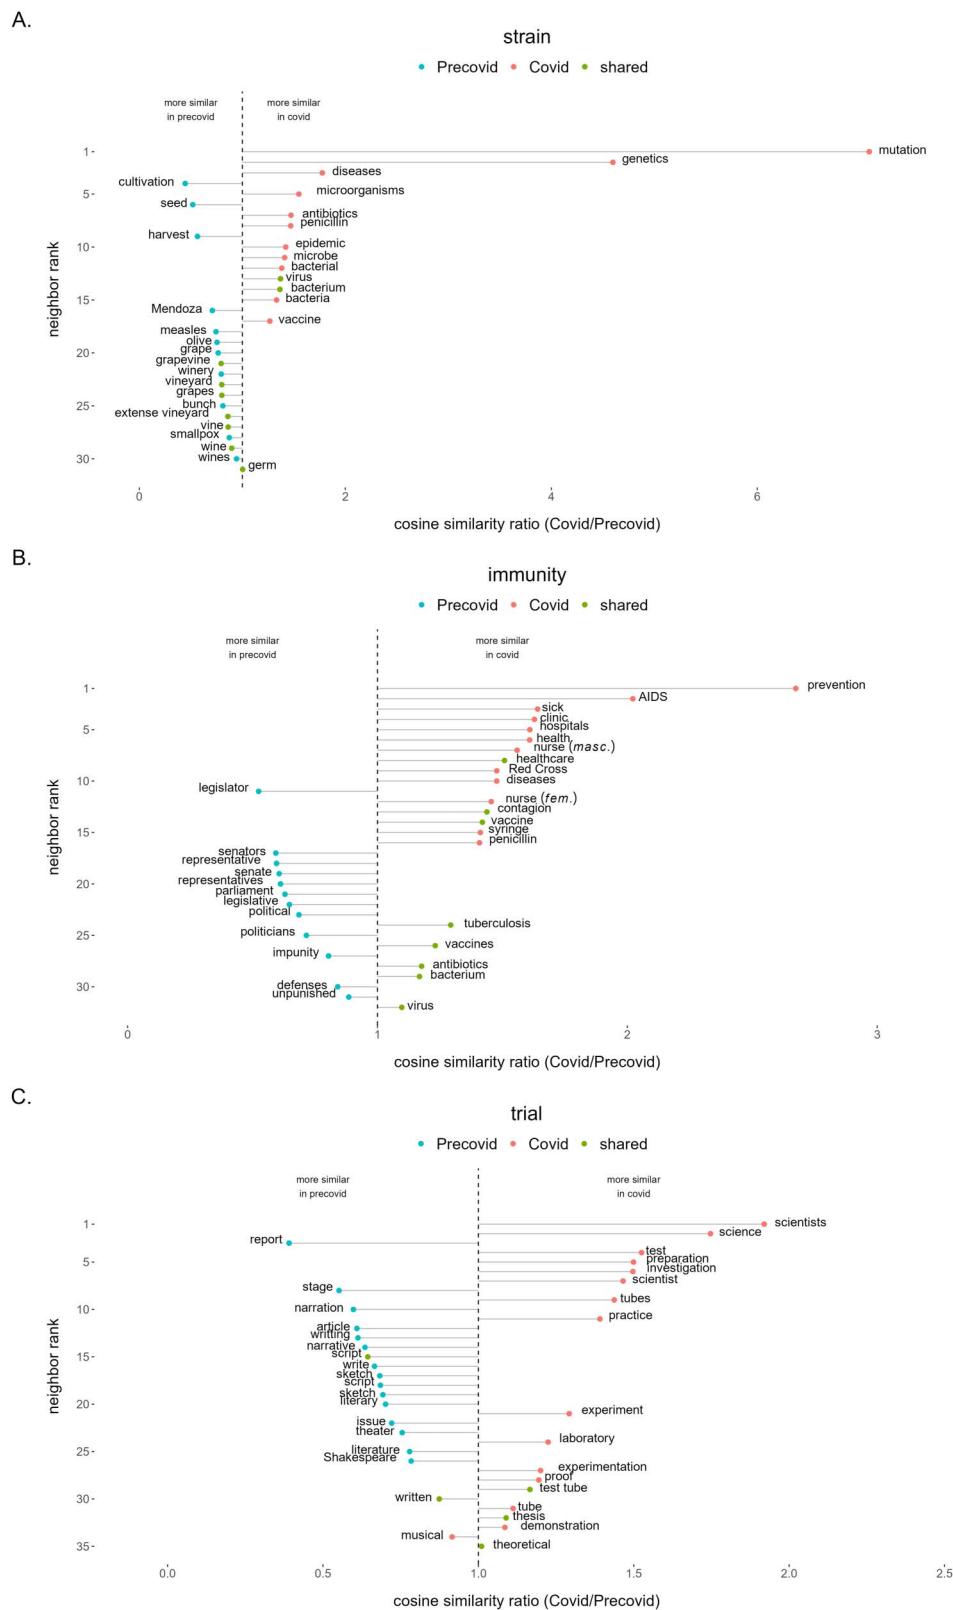 A.
strain
Precovid Covid shared
more similar
in precovid
more similar
in covid
1
mutation
genetics
diseases
cultivation
5
microorganisms
seed
antibiotics
penicillin
harvest
10
epidemic
microbe
bacterial
virus
bacterium
15
bacteria
Mendoza
vaccine
measles
olive
20
grape
grapevine
winery
vineyard
grapes
25
bunch
extense vineyard
vine
smallpox
wine
30
wines
germ
neighbor rank
0 2 4 6
cosine similarity ratio (Covid/Precovid)
B.
immunity
Precovid Covid shared
more similar
in precovid
more similar
in covid
1
prevention
AIDS
sick
clinic
5
hospitals
health
nurse (masc.)
healthcare
Red Cross
10
diseases
legislator
nurse (fem.)
contagion
vaccine
15
syringe
penicillin
senators
representative
senate
20
representatives
parliament
legislative
political
tuberculosis
25
politicians
vaccines
impunity
antibiotics
bacterium
30
defenses
unpunished
virus
neighbor rank
0 1 2 3
cosine similarity ratio (Covid/Precovid)
C.
trial
Precovid Covid shared
more similar
in precovid
more similar
in covid
1
scientists
science
report
test
5
preparation
investigation
scientist
stage
tubes
10
narration
practice
article
writting
narrative
15
script
write
sketch
script
sketch
20
literary
experiment
issue
theater
laboratory
25
literature
Shakespeare
experimentation
proof
test tube
30
written
tube
thesis
demonstration
musical
35
theoretical
neighbor rank
0.0 0.5 1.0 1.5 2.0 2.5
cosine similarity ratio (Covid/Precovid)